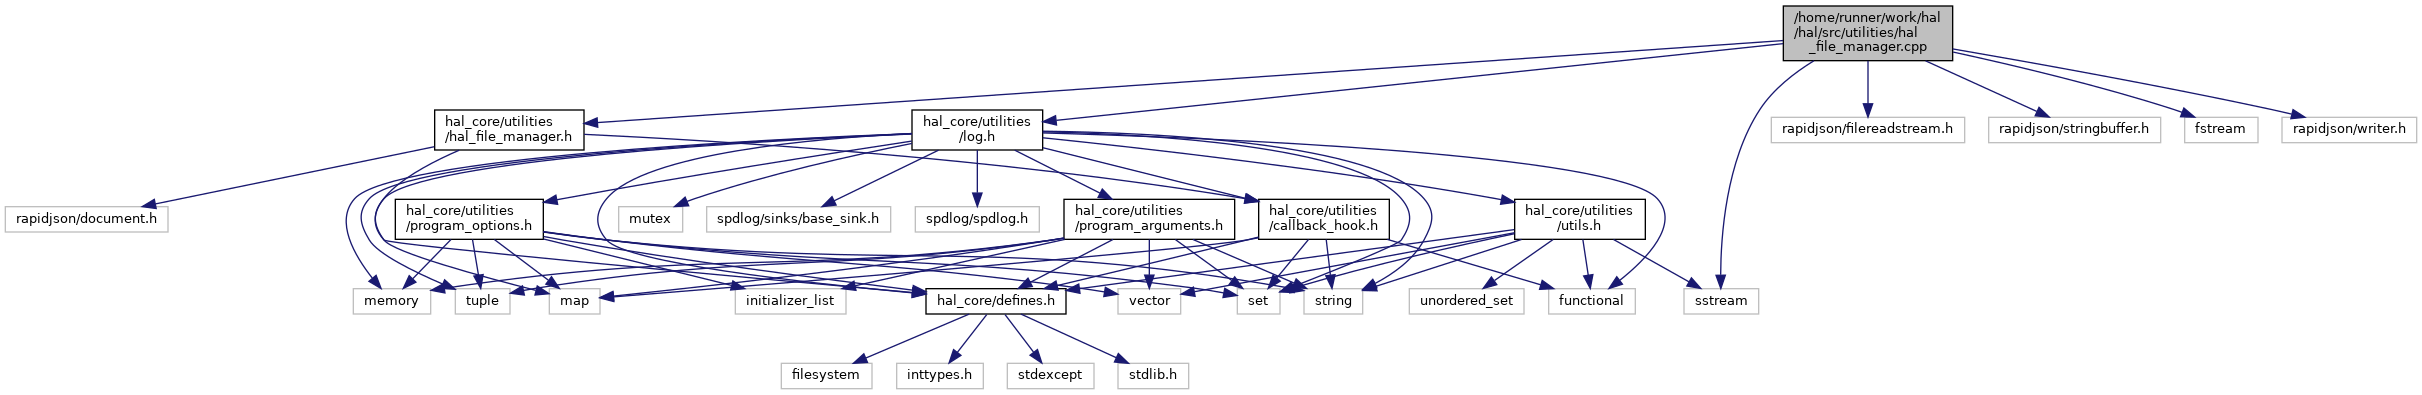 /home/runner/work/hal
/hal/src/utilities/hal
_file_manager.cpp
hal_core/utilities
/hal_file_manager.h
hal_core/utilities
/log.h
rapidjson/filereadstream.h
rapidjson/stringbuffer.h
fstream
rapidjson/writer.h
rapidjson/document.h
hal_core/utilities
/program_options.h
mutex
spdlog/sinks/base_sink.h
spdlog/spdlog.h
hal_core/utilities
/program_arguments.h
hal_core/utilities
/callback_hook.h
hal_core/utilities
/utils.h
memory
tuple
map
initializer_list
hal_core/defines.h
vector
set
string
unordered_set
functional
sstream
filesystem
inttypes.h
stdexcept
stdlib.h